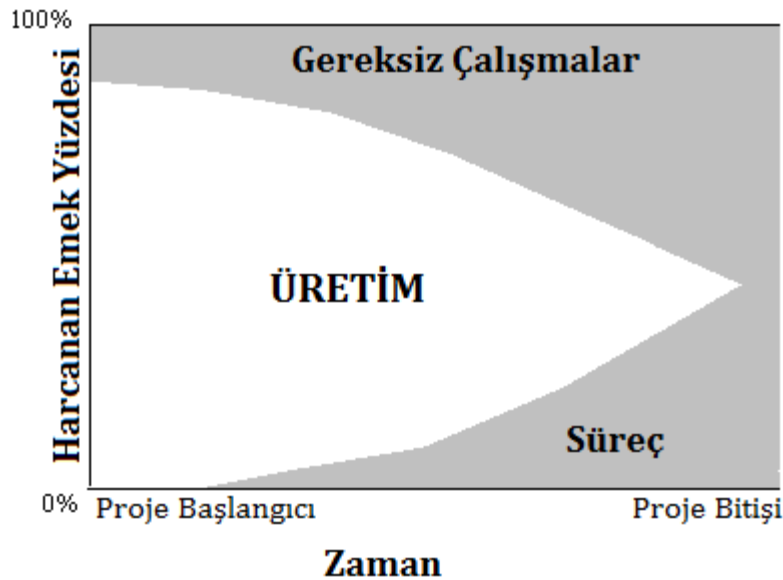 100%
Gereksiz Çalışmalar
Harcanan Emek Yüzdesi
ÜRETİM
Süreç
0%
Proje Başlangıcı
Proje Bitişi
Zaman